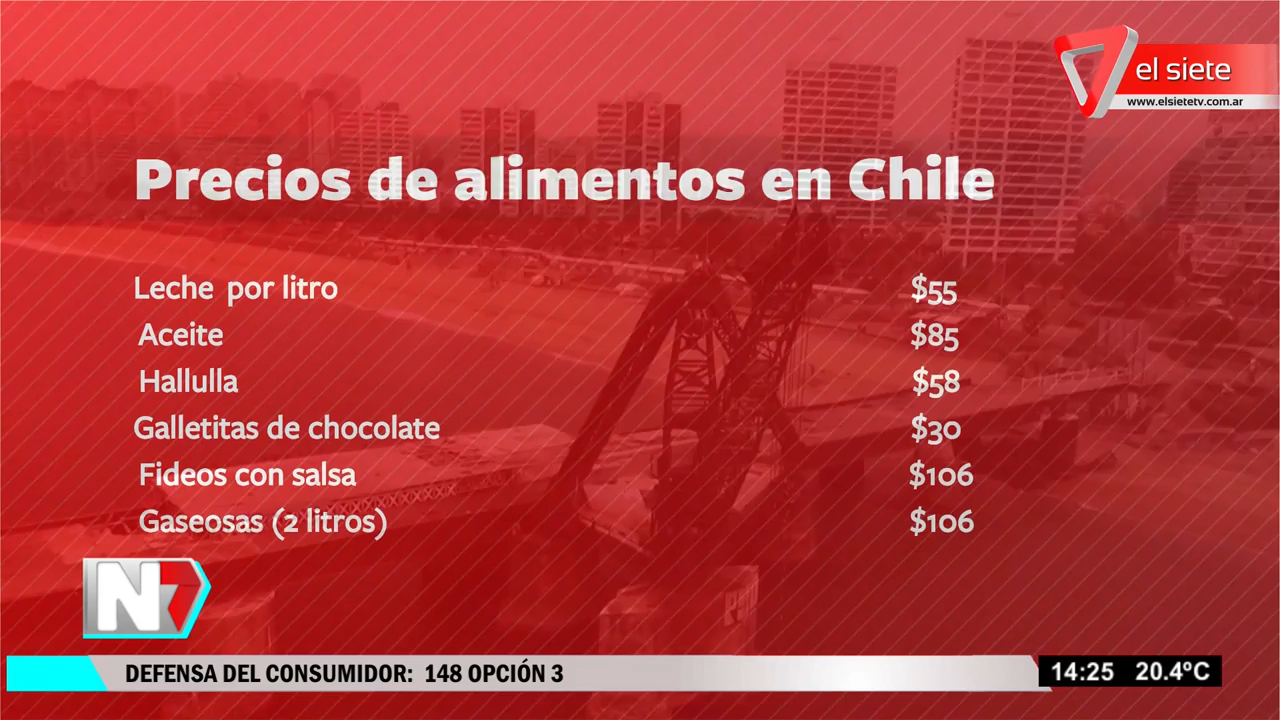 el siete
www.elsietetv.com.ar
Precios de alimentos en Chile
Leche por litro $55
Aceite $85
Hallulla $58
Galletitas de chocolate $30
Fideos con salsa $106
Gaseosas (2 litros) $106
N7
DEFENSA DEL CONSUMIDOR: 148 OPCIÓN 3
14:25 20.4ºC